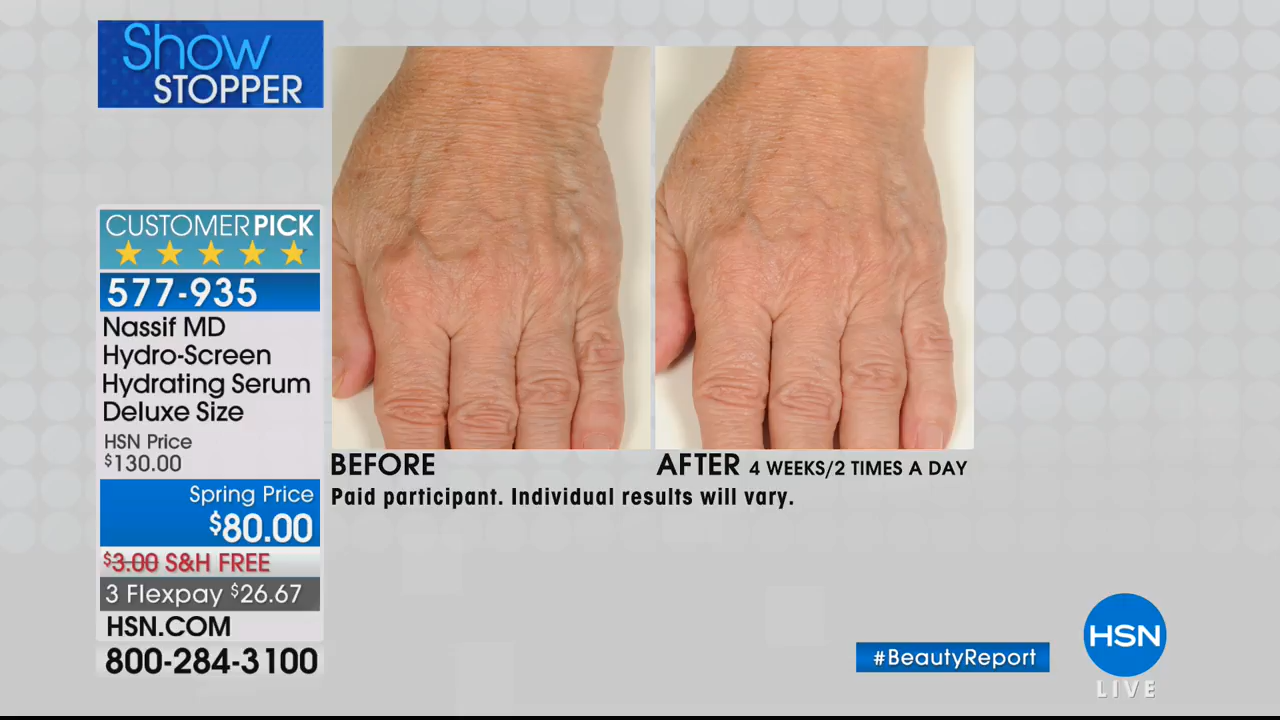 Show
STOPPER
CUSTOMER PICK
577-935
Nassif MD
Hydro-Screen
Hydrating Serum
Deluxe Size
HSN Price
$130.00
Spring Price
$80.00
$3.00 S&H FREE
3 Flexpay $26.67
HSN.COM
800-284-3100
BEFORE
AFTER 4 WEEKS/2 TIMES A DAY
Paid participant. Individual results will vary.
#BeautyReport
HSN
LIVE